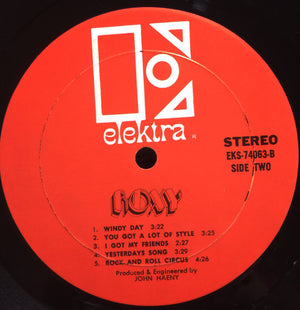 elektra
STEREO
EKS-74063-B
SIDE TWO
ROXY
1. WINDY DAY 3:22
2. YOU GOT A LOT OF STYLE 3:25
3. I GOT MY FRIENDS 2:27
4. YESTERDAYS SONG 3:29
5. ROCK AND ROLL CIRCUS 4:26
Produced & Engineered by
JOHN HAENY